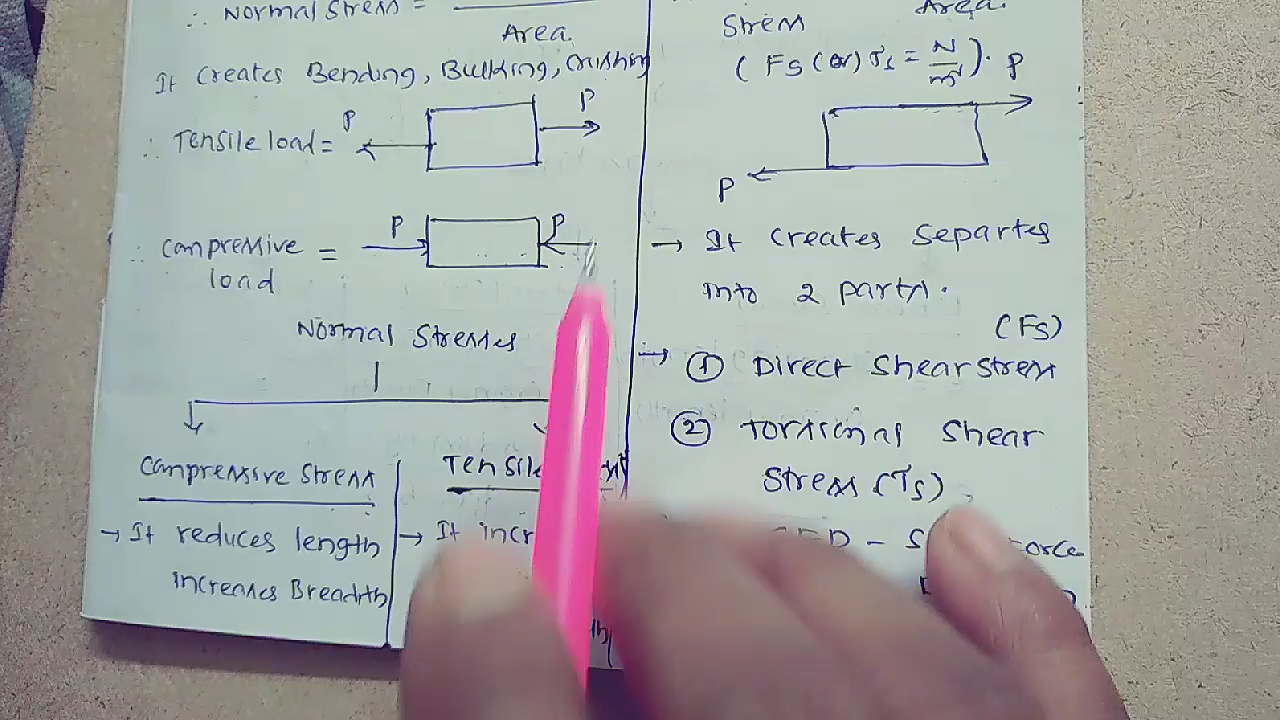 ∴ Normal Stress =
Area
It creates Bending, Bulking, crushing
∴ Tensile load =
P
P
∴ compressive =
load
P
P
Normal Stresses
compressive stress
Tensile
→ It reduces length
increases Breadth
→ It incr
Area.
Stress
(Fs (or) τs = N/m²).
P
P
→ It creates separtes
into 2 parts.
(Fs)
→ ① Direct shear stress
② Torsional shear
stress (Ts)